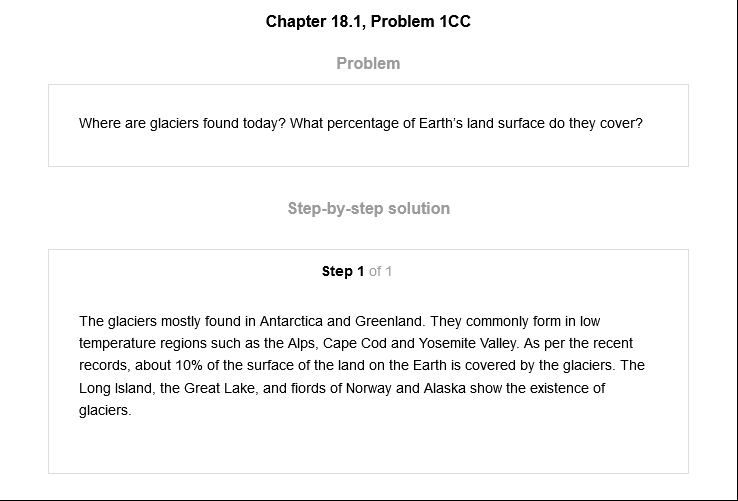 Chapter 18.1, Problem 1CC
Problem
Where are glaciers found today? What percentage of Earth's land surface do they cover?
Step-by-step solution
Step 1 of 1
The glaciers mostly found in Antarctica and Greenland. They commonly form in low
temperature regions such as the Alps, Cape Cod and Yosemite Valley. As per the recent
records, about 10% of the surface of the land on the Earth is covered by the glaciers. The
Long Island, the Great Lake, and fiords of Norway and Alaska show the existence of
glaciers.